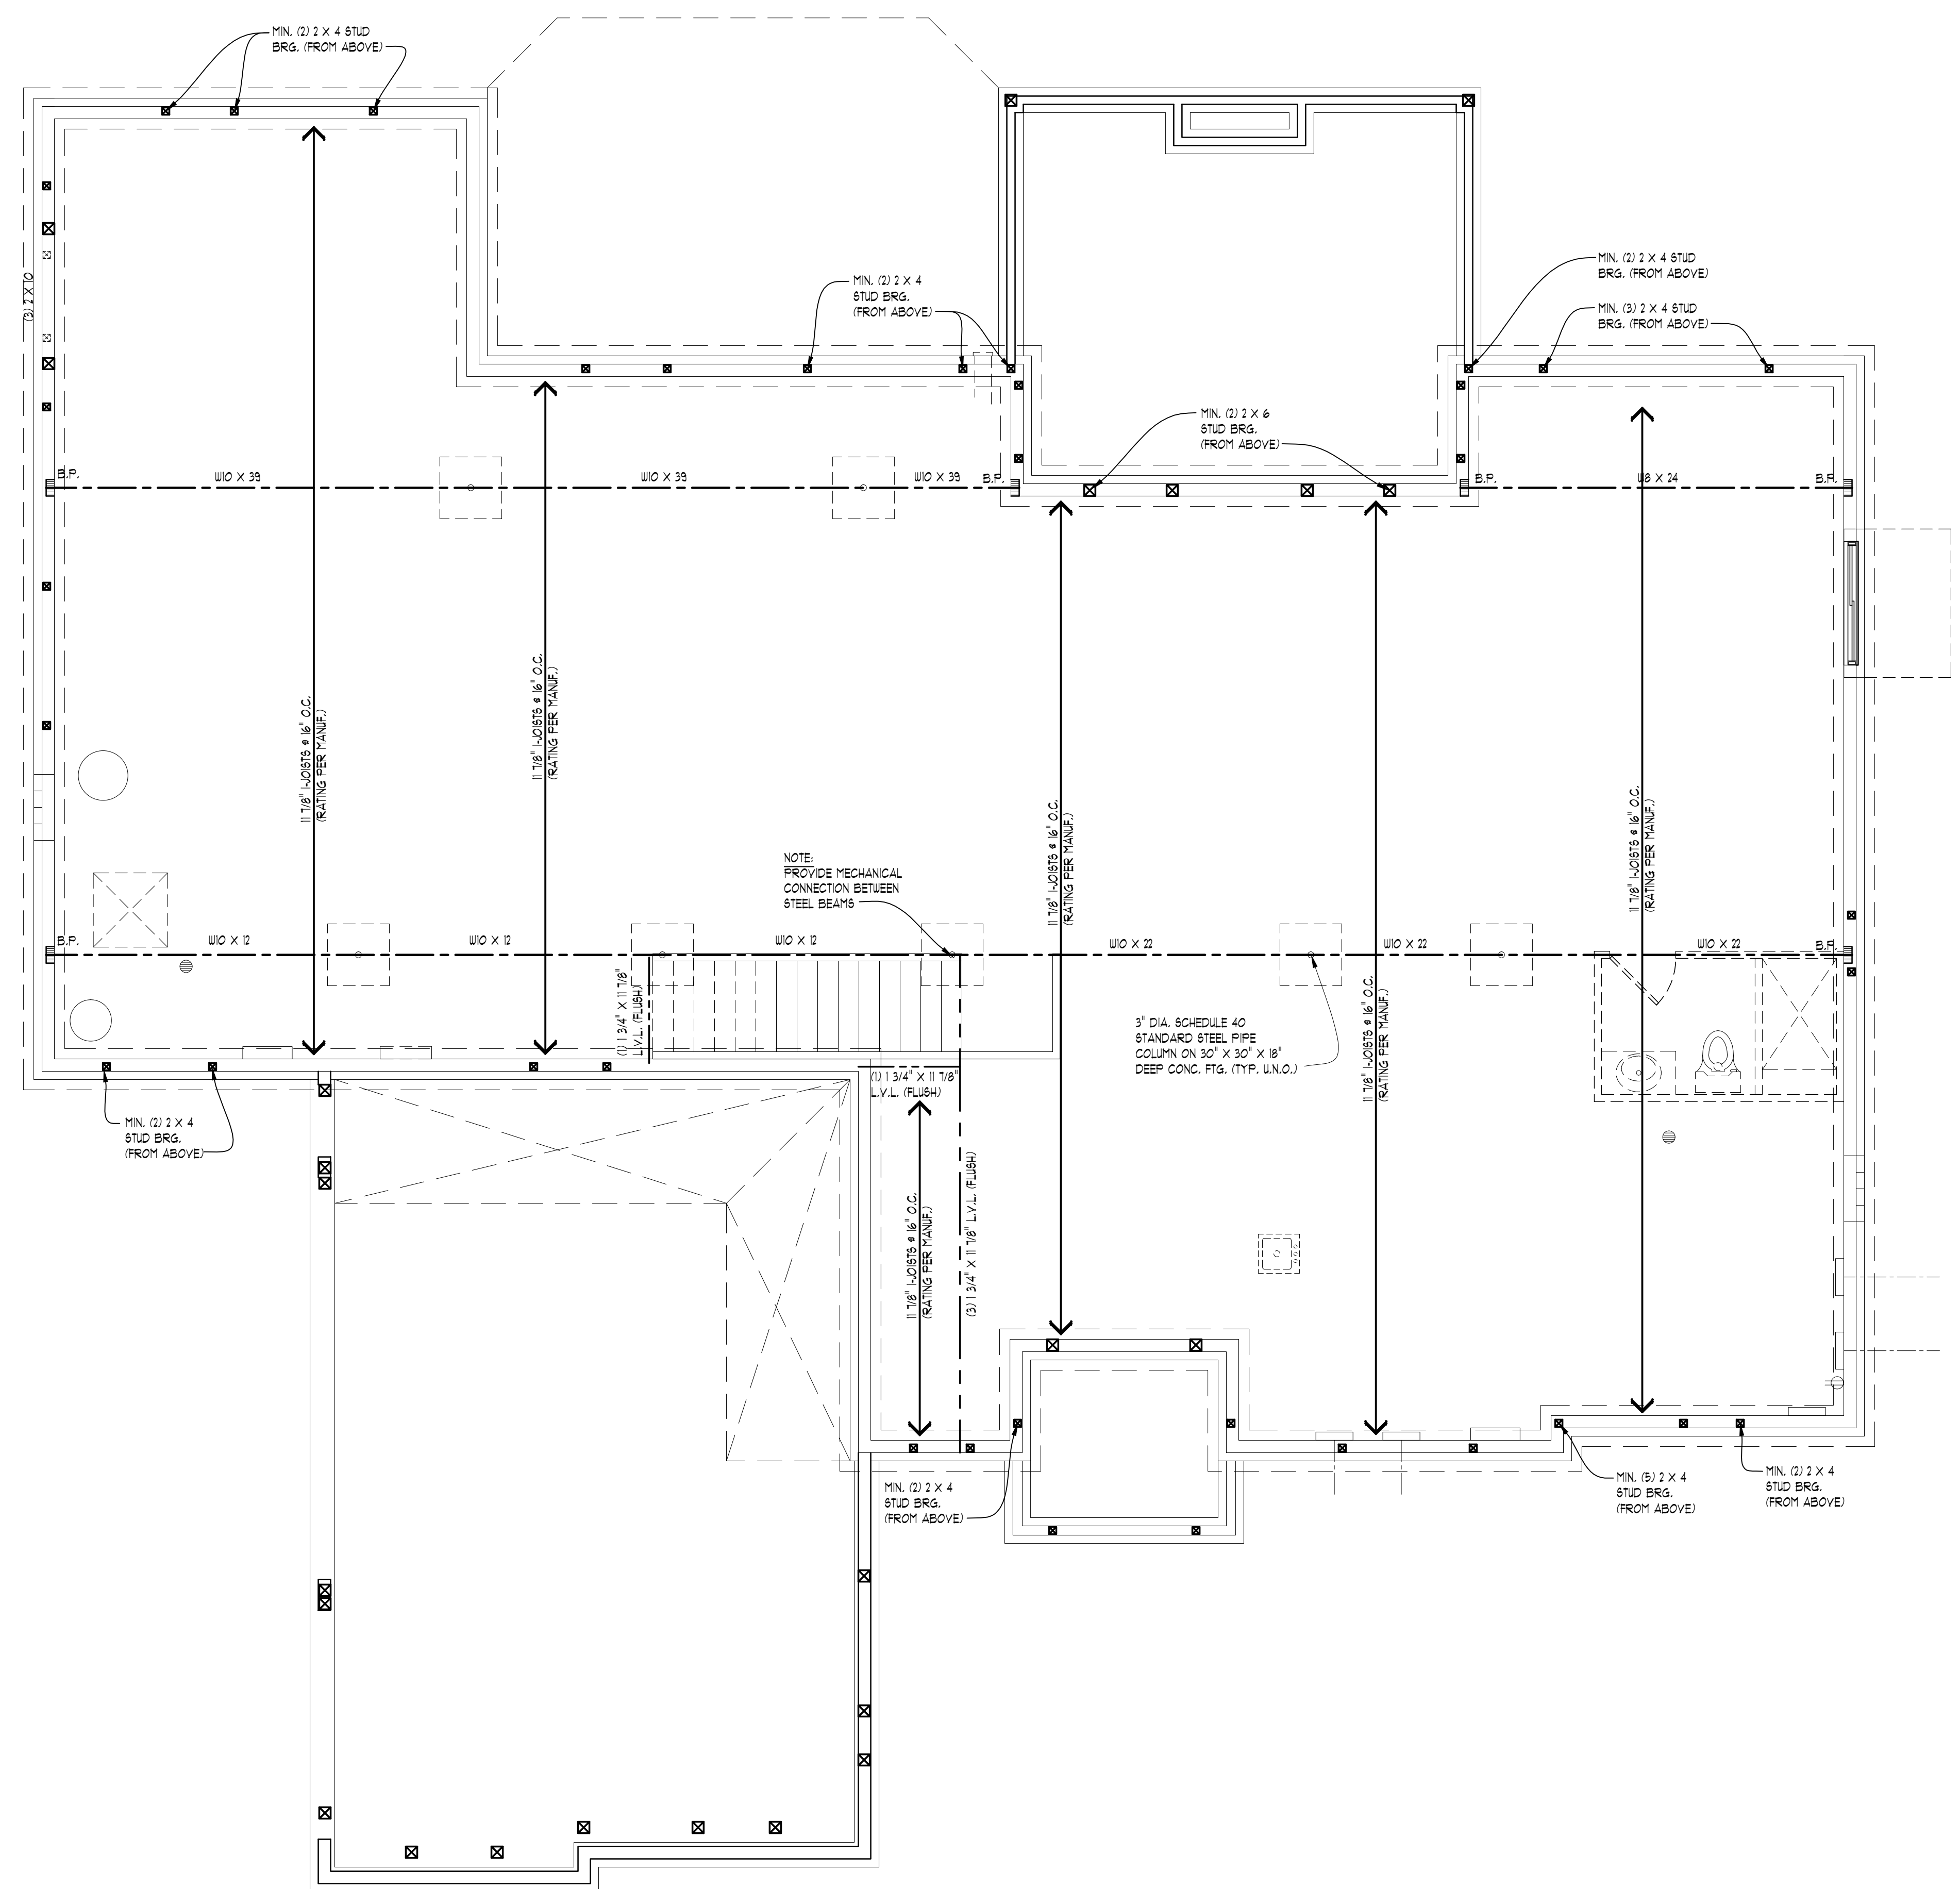 MIN. (2) 2 X 4 STUD
BRG. (FROM ABOVE)
(3) 2 X 10
MIN. (2) 2 X 4
STUD BRG.
(FROM ABOVE)
MIN. (2) 2 X 4 STUD
BRG. (FROM ABOVE)
MIN. (3) 2 X 4 STUD
BRG. (FROM ABOVE)
MIN. (2) 2 X 6
STUD BRG.
(FROM ABOVE)
B.P.
W10 X 39
W10 X 39
W10 X 39
B.P.
B.P.
W8 X 24
B.P.
11 7/8" I-JOISTS @ 16" O.C.
(RATING PER MANUF.)
11 7/8" I-JOISTS @ 16" O.C.
(RATING PER MANUF.)
11 7/8" I-JOISTS @ 16" O.C.
(RATING PER MANUF.)
11 7/8" I-JOISTS @ 16" O.C.
(RATING PER MANUF.)
11 7/8" I-JOISTS @ 16" O.C.
(RATING PER MANUF.)
NOTE:
PROVIDE MECHANICAL
CONNECTION BETWEEN
STEEL BEAMS
B.P.
W10 X 12
W10 X 12
W10 X 12
W10 X 22
W10 X 22
W10 X 22
B.P.
(1) 1 3/4" X 11 7/8"
L.V.L. (FLUSH)
3" DIA. SCHEDULE 40
STANDARD STEEL PIPE
COLUMN ON 30" X 30" X 18"
DEEP CONC. FTG. (TYP. U.N.O.)
(1) 1 3/4" X 11 7/8"
L.V.L. (FLUSH)
MIN. (2) 2 X 4
STUD BRG.
(FROM ABOVE)
11 7/8" I-JOISTS @ 16" O.C.
(RATING PER MANUF.)
(3) 1 3/4" X 11 7/8" L.V.L. (FLUSH)
MIN. (2) 2 X 4
STUD BRG.
(FROM ABOVE)
MIN. (5) 2 X 4
STUD BRG.
(FROM ABOVE)
MIN. (2) 2 X 4
STUD BRG.
(FROM ABOVE)